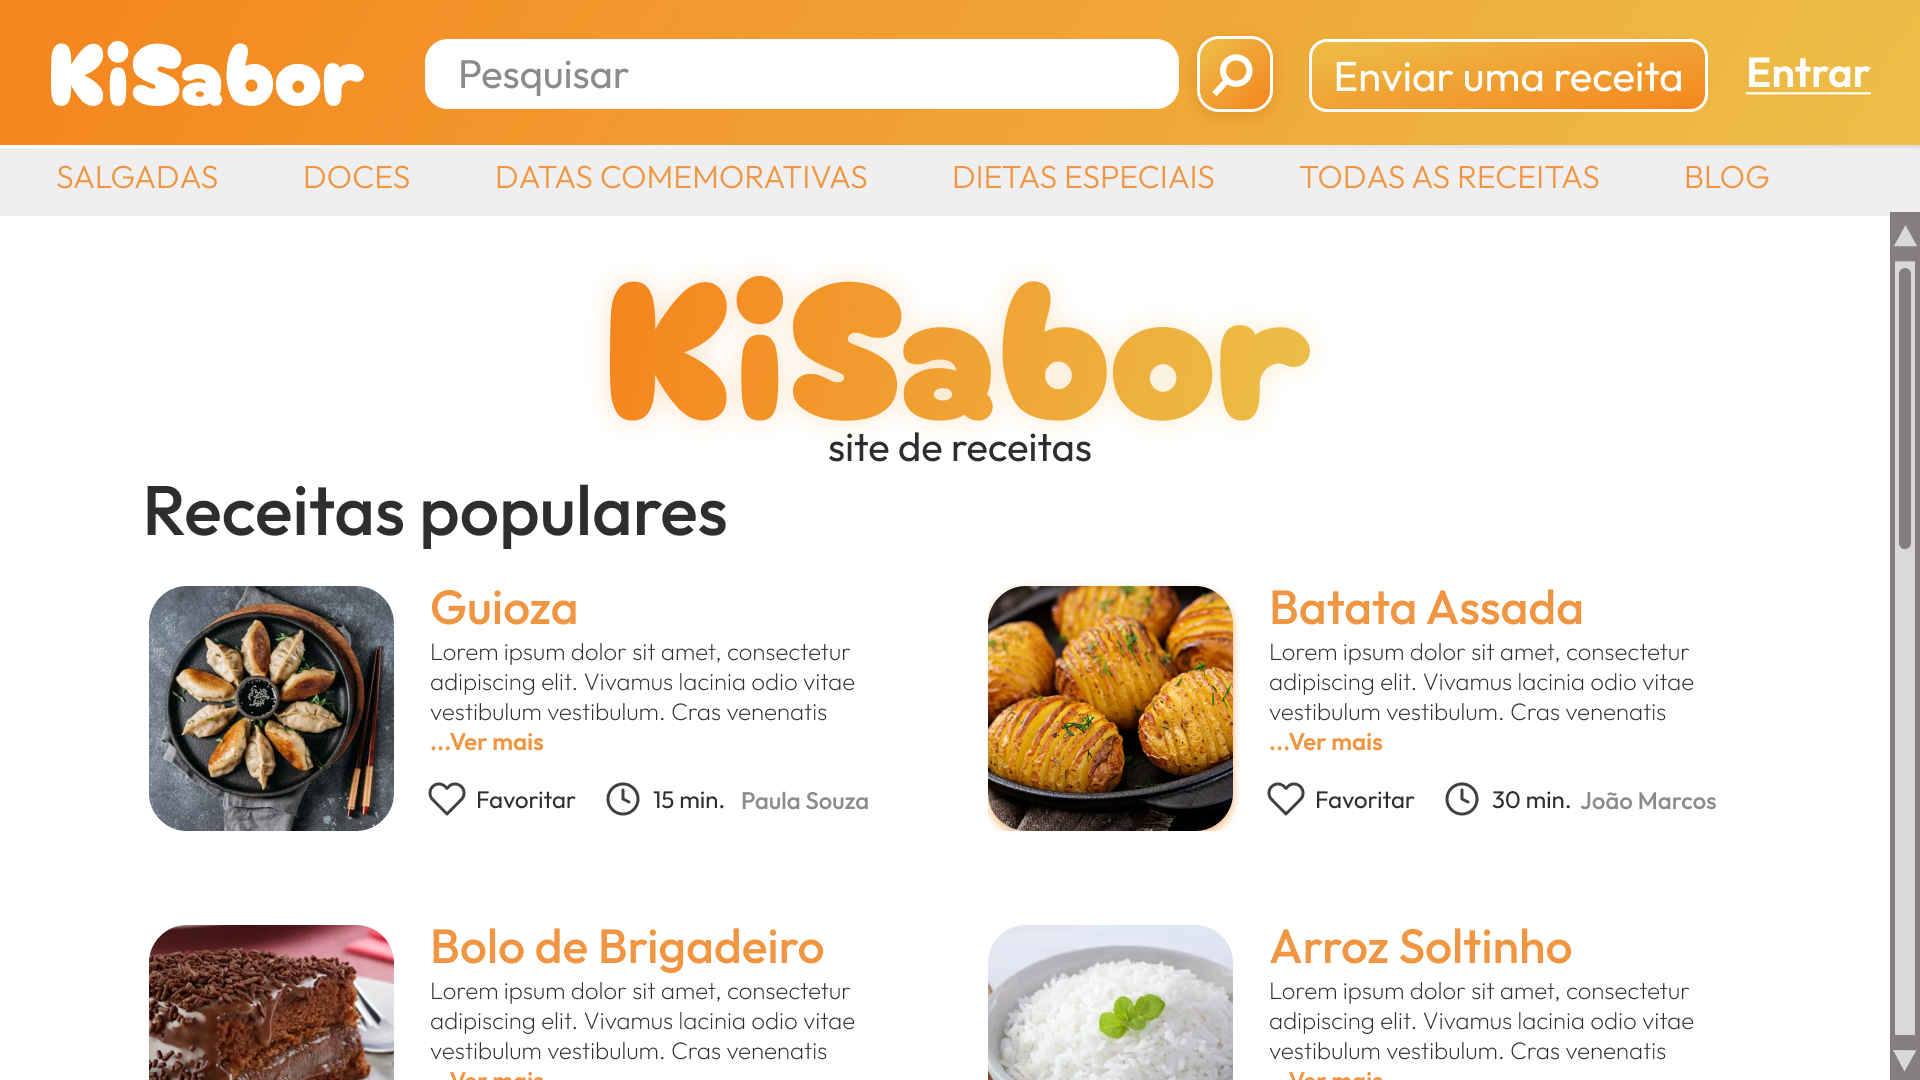 KiSabor
Pesquisar
Enviar uma receita
Entrar
SALGADAS
DOCES
DATAS COMEMORATIVAS
DIETAS ESPECIAIS
TODAS AS RECEITAS
BLOG
KiSabor
site de receitas
Receitas populares
Guioza
Lorem ipsum dolor sit amet, consectetur
adipiscing elit. Vivamus lacinia odio vitae
vestibulum vestibulum. Cras venenatis
...Ver mais
Favoritar
15 min.
Paula Souza
Batata Assada
Lorem ipsum dolor sit amet, consectetur
adipiscing elit. Vivamus lacinia odio vitae
vestibulum vestibulum. Cras venenatis
...Ver mais
Favoritar
30 min.
João Marcos
Bolo de Brigadeiro
Lorem ipsum dolor sit amet, consectetur
adipiscing elit. Vivamus lacinia odio vitae
vestibulum vestibulum. Cras venenatis
...Ver mais
Arroz Soltinho
Lorem ipsum dolor sit amet, consectetur
adipiscing elit. Vivamus lacinia odio vitae
vestibulum vestibulum. Cras venenatis
...Ver mais